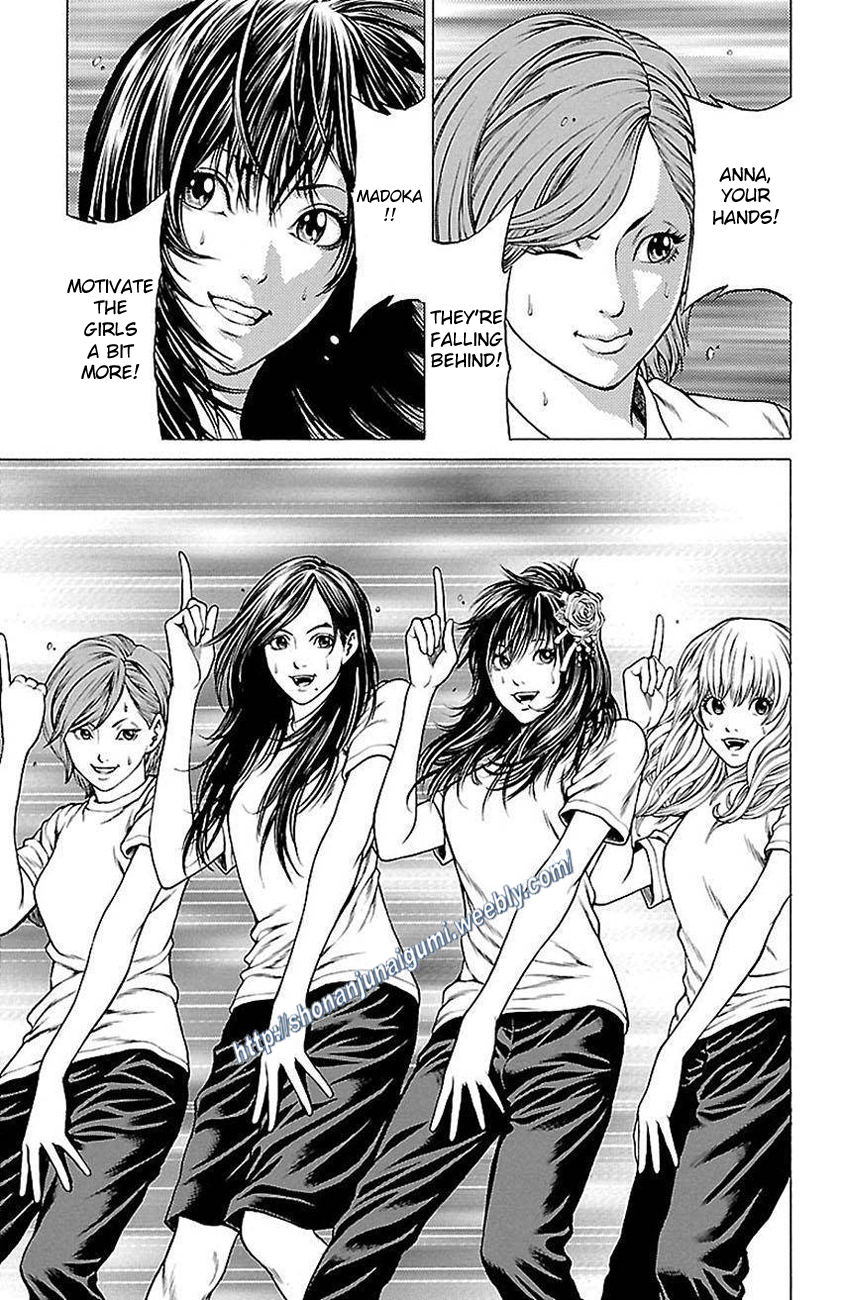 ANNA,
YOUR
HANDS!
THEY'RE
FALLING
BEHIND!
MADOKA
!!
MOTIVATE
THE
GIRLS
A BIT
MORE!
http://shonanjunaigumi.weebly.com/